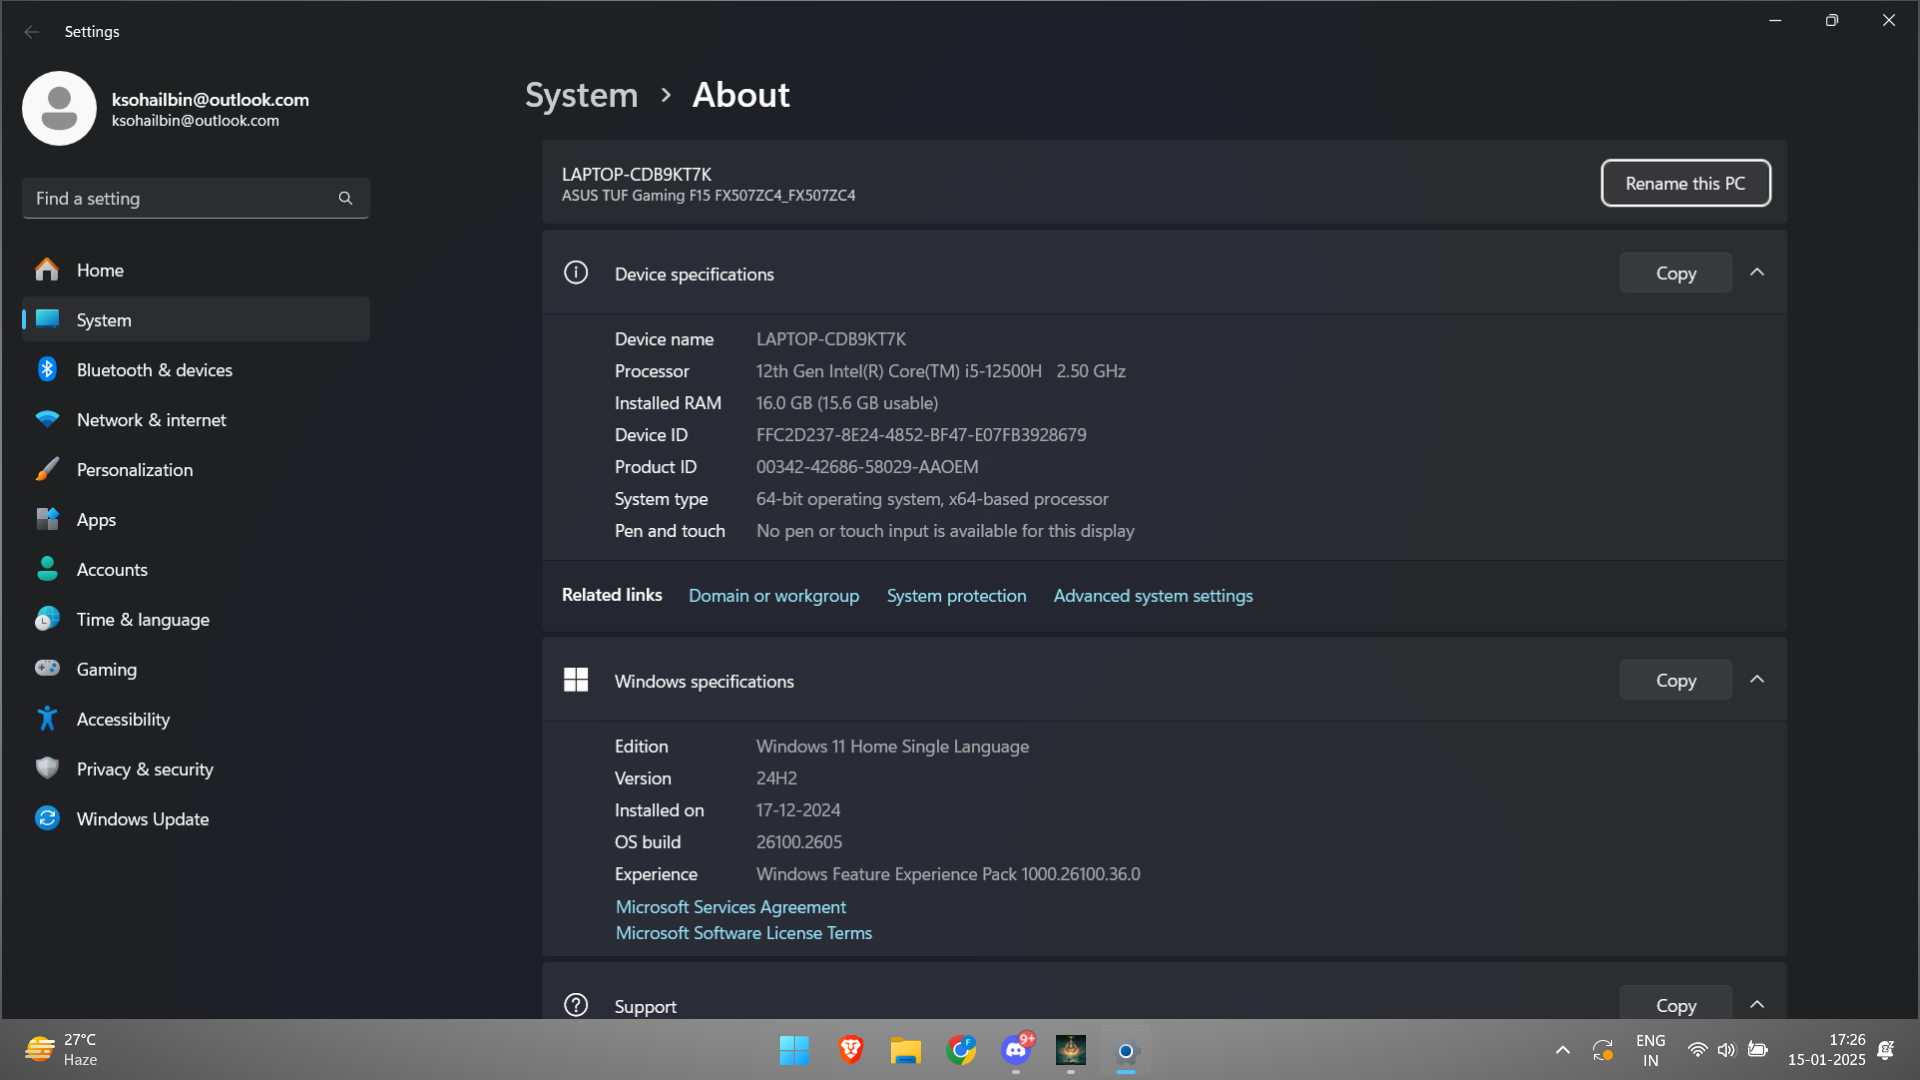 Settings
ksohailbin@outlook.com
ksohailbin@outlook.com
Find a setting
Home
System
Bluetooth & devices
Network & internet
Personalization
Apps
Accounts
Time & language
Gaming
Accessibility
Privacy & security
Windows Update
System > About
LAPTOP-CDB9KT7K
ASUS TUF Gaming F15 FX507ZC4_FX507ZC4
Rename this PC
Device specifications
Copy
Device name LAPTOP-CDB9KT7K
Processor 12th Gen Intel(R) Core(TM) i5-12500H 2.50 GHz
Installed RAM 16.0 GB (15.6 GB usable)
Device ID FFC2D237-8E24-4852-BF47-E07FB3928679
Product ID 00342-42686-58029-AAOEM
System type 64-bit operating system, x64-based processor
Pen and touch No pen or touch input is available for this display
Related links Domain or workgroup System protection Advanced system settings
Windows specifications
Copy
Edition Windows 11 Home Single Language
Version 24H2
Installed on 17-12-2024
OS build 26100.2605
Experience Windows Feature Experience Pack 1000.26100.36.0
Microsoft Services Agreement
Microsoft Software License Terms
Support
Copy
27°C
Haze
F
9+
ENG
IN
17:26
15-01-2025